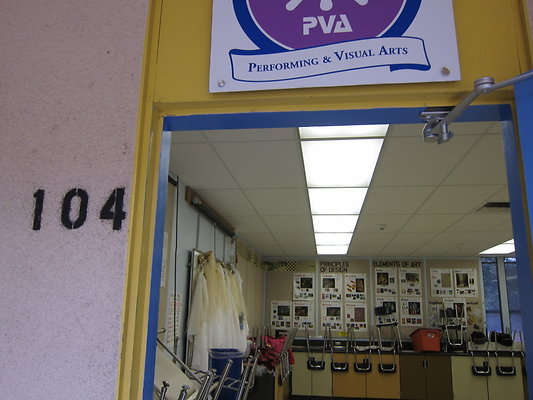 PVA
PERFORMING & VISUAL ARTS
104
PRINCIPLES
OF DESIGN
ELEMENTS OF ART